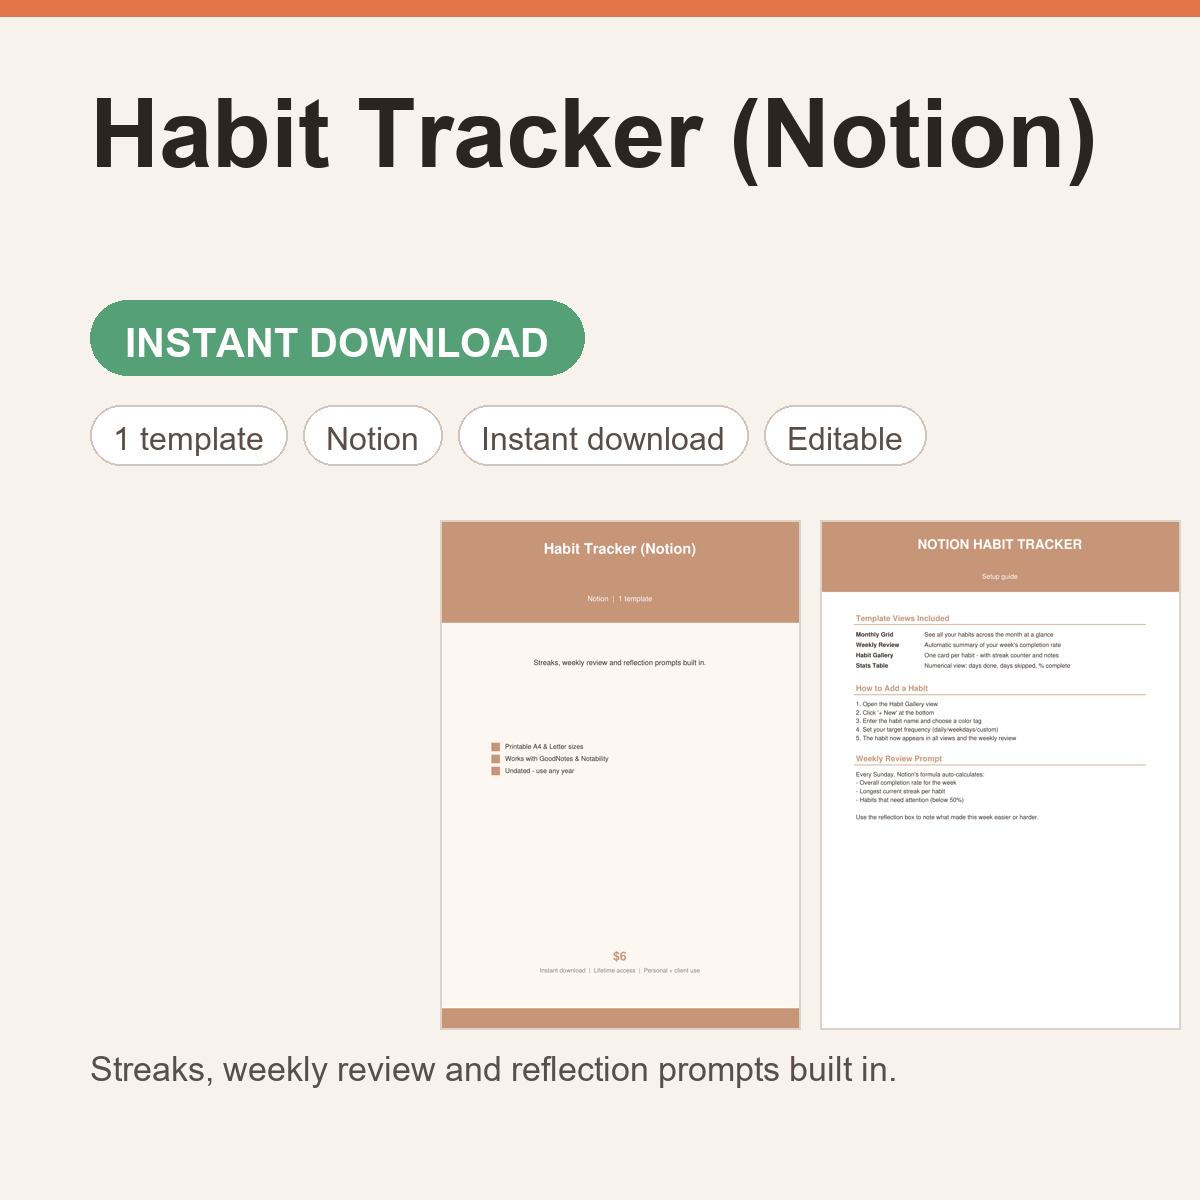 Habit Tracker (Notion)
INSTANT DOWNLOAD
1 template
Notion
Instant download
Editable
Habit Tracker (Notion)
Notion | 1 template
Streaks, weekly review and reflection prompts built in.
Printable A4 & Letter sizes
Works with GoodNotes & Notability
Undated - use any year
$6
Instant download | Lifetime access | Personal + client use
NOTION HABIT TRACKER
Setup guide
Template Views Included
Monthly Grid See all your habits across the month at a glance
Weekly Review Automatic summary of your week's completion rate
Habit Gallery One card per habit - with streak counter and notes
Stats Table Numerical view: days done, days skipped, % complete
How to Add a Habit
1. Open the Habit Gallery view
2. Click '+ New' at the bottom
3. Enter the habit name and choose a color tag
4. Set your target frequency (daily/weekdays/custom)
5. The habit now appears in all views and the weekly review
Weekly Review Prompt
Every Sunday, Notion's formula auto-calculates:
- Overall completion rate for the week
- Longest current streak per habit
- Habits that need attention (below 50%)
Use the reflection box to note what made this week easier or harder.
Streaks, weekly review and reflection prompts built in.